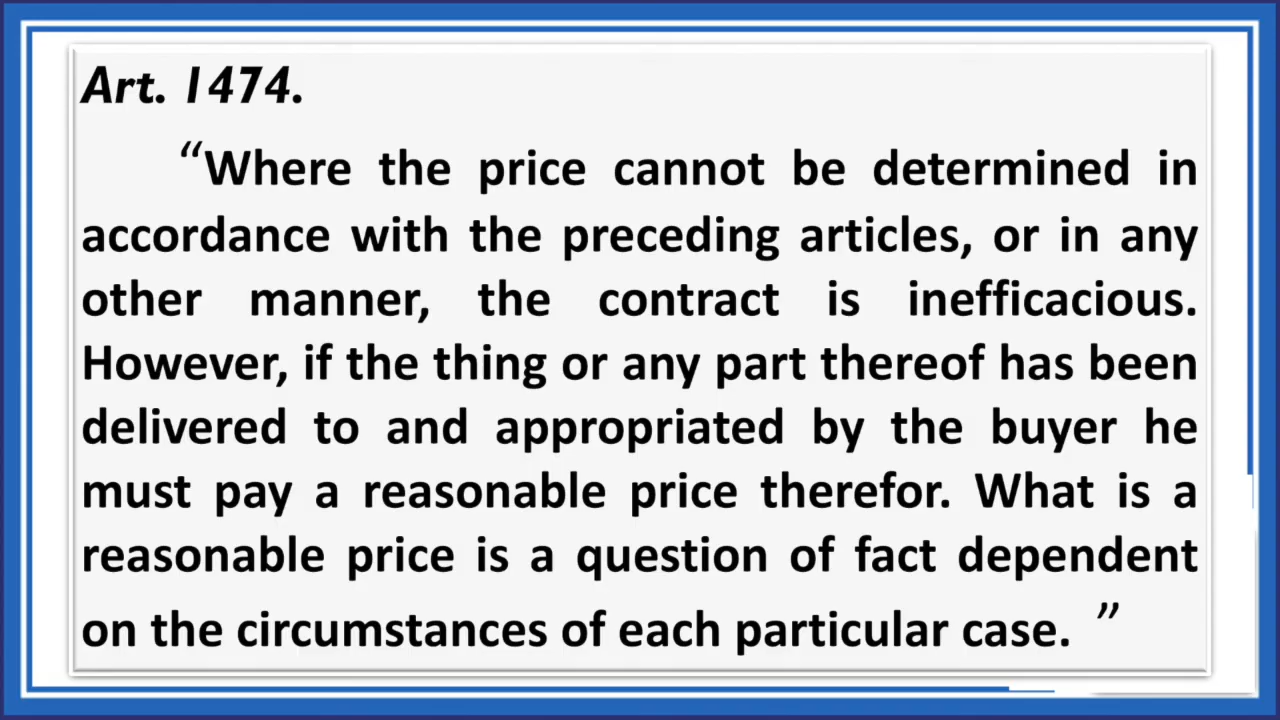 Art. 1474.
“Where the price cannot be determined in
accordance with the preceding articles, or in any
other manner, the contract is inefficacious.
However, if the thing or any part thereof has been
delivered to and appropriated by the buyer he
must pay a reasonable price therefor. What is a
reasonable price is a question of fact dependent
on the circumstances of each particular case. ”